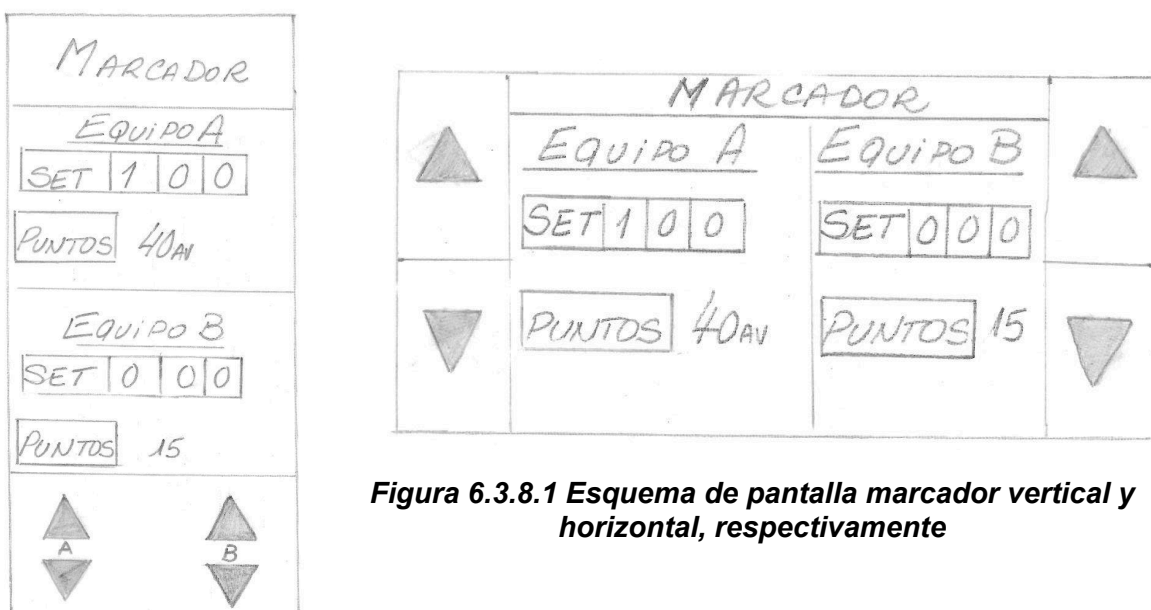 MARCADOR
EQUIPO A
SET 1 0 0
PUNTOS 40AV
EQUIPO B
SET 0 0 0
PUNTOS 15
A B
MARCADOR
EQUIPO A EQUIPO B
SET 1 0 0 SET 0 0 0
PUNTOS 40AV PUNTOS 15
Figura 6.3.8.1 Esquema de pantalla marcador vertical y
horizontal, respectivamente